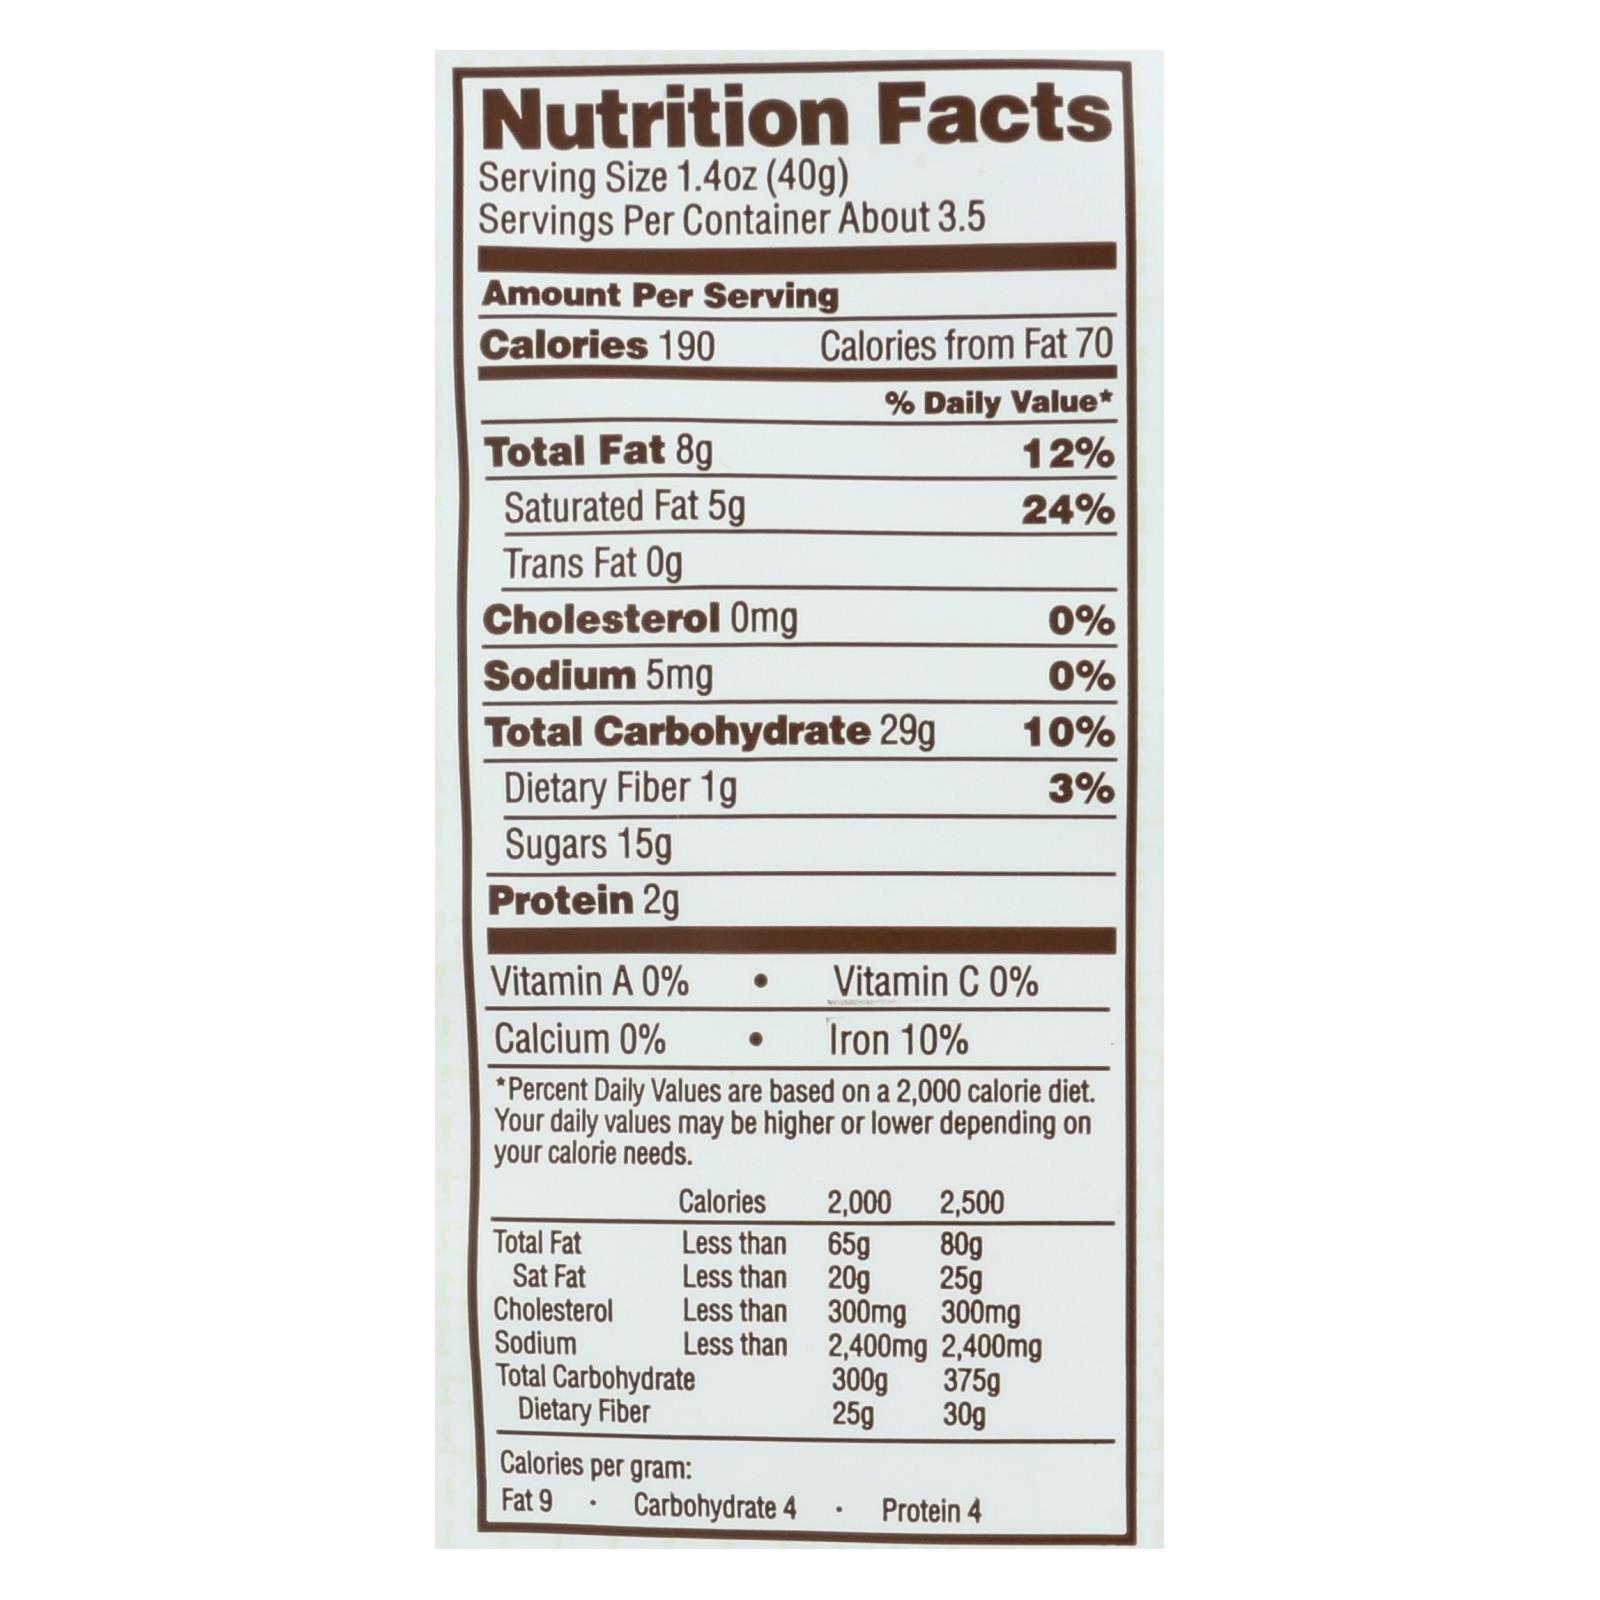 Nutrition Facts
Serving Size 1.4oz (40g)
Servings Per Container About 3.5
Amount Per Serving
Calories 190 Calories from Fat 70
% Daily Value*
Total Fat 8g 12%
Saturated Fat 5g 24%
Trans Fat 0g
Cholesterol 0mg 0%
Sodium 5mg 0%
Total Carbohydrate 29g 10%
Dietary Fiber 1g 3%
Sugars 15g
Protein 2g
Vitamin A 0% • Vitamin C 0%
Calcium 0% • Iron 10%
*Percent Daily Values are based on a 2,000 calorie diet.
Your daily values may be higher or lower depending on
your calorie needs.
Calories 2,000 2,500
Total Fat Less than 65g 80g
Sat Fat Less than 20g 25g
Cholesterol Less than 300mg 300mg
Sodium Less than 2,400mg 2,400mg
Total Carbohydrate 300g 375g
Dietary Fiber 25g 30g
Calories per gram:
Fat 9 · Carbohydrate 4 · Protein 4